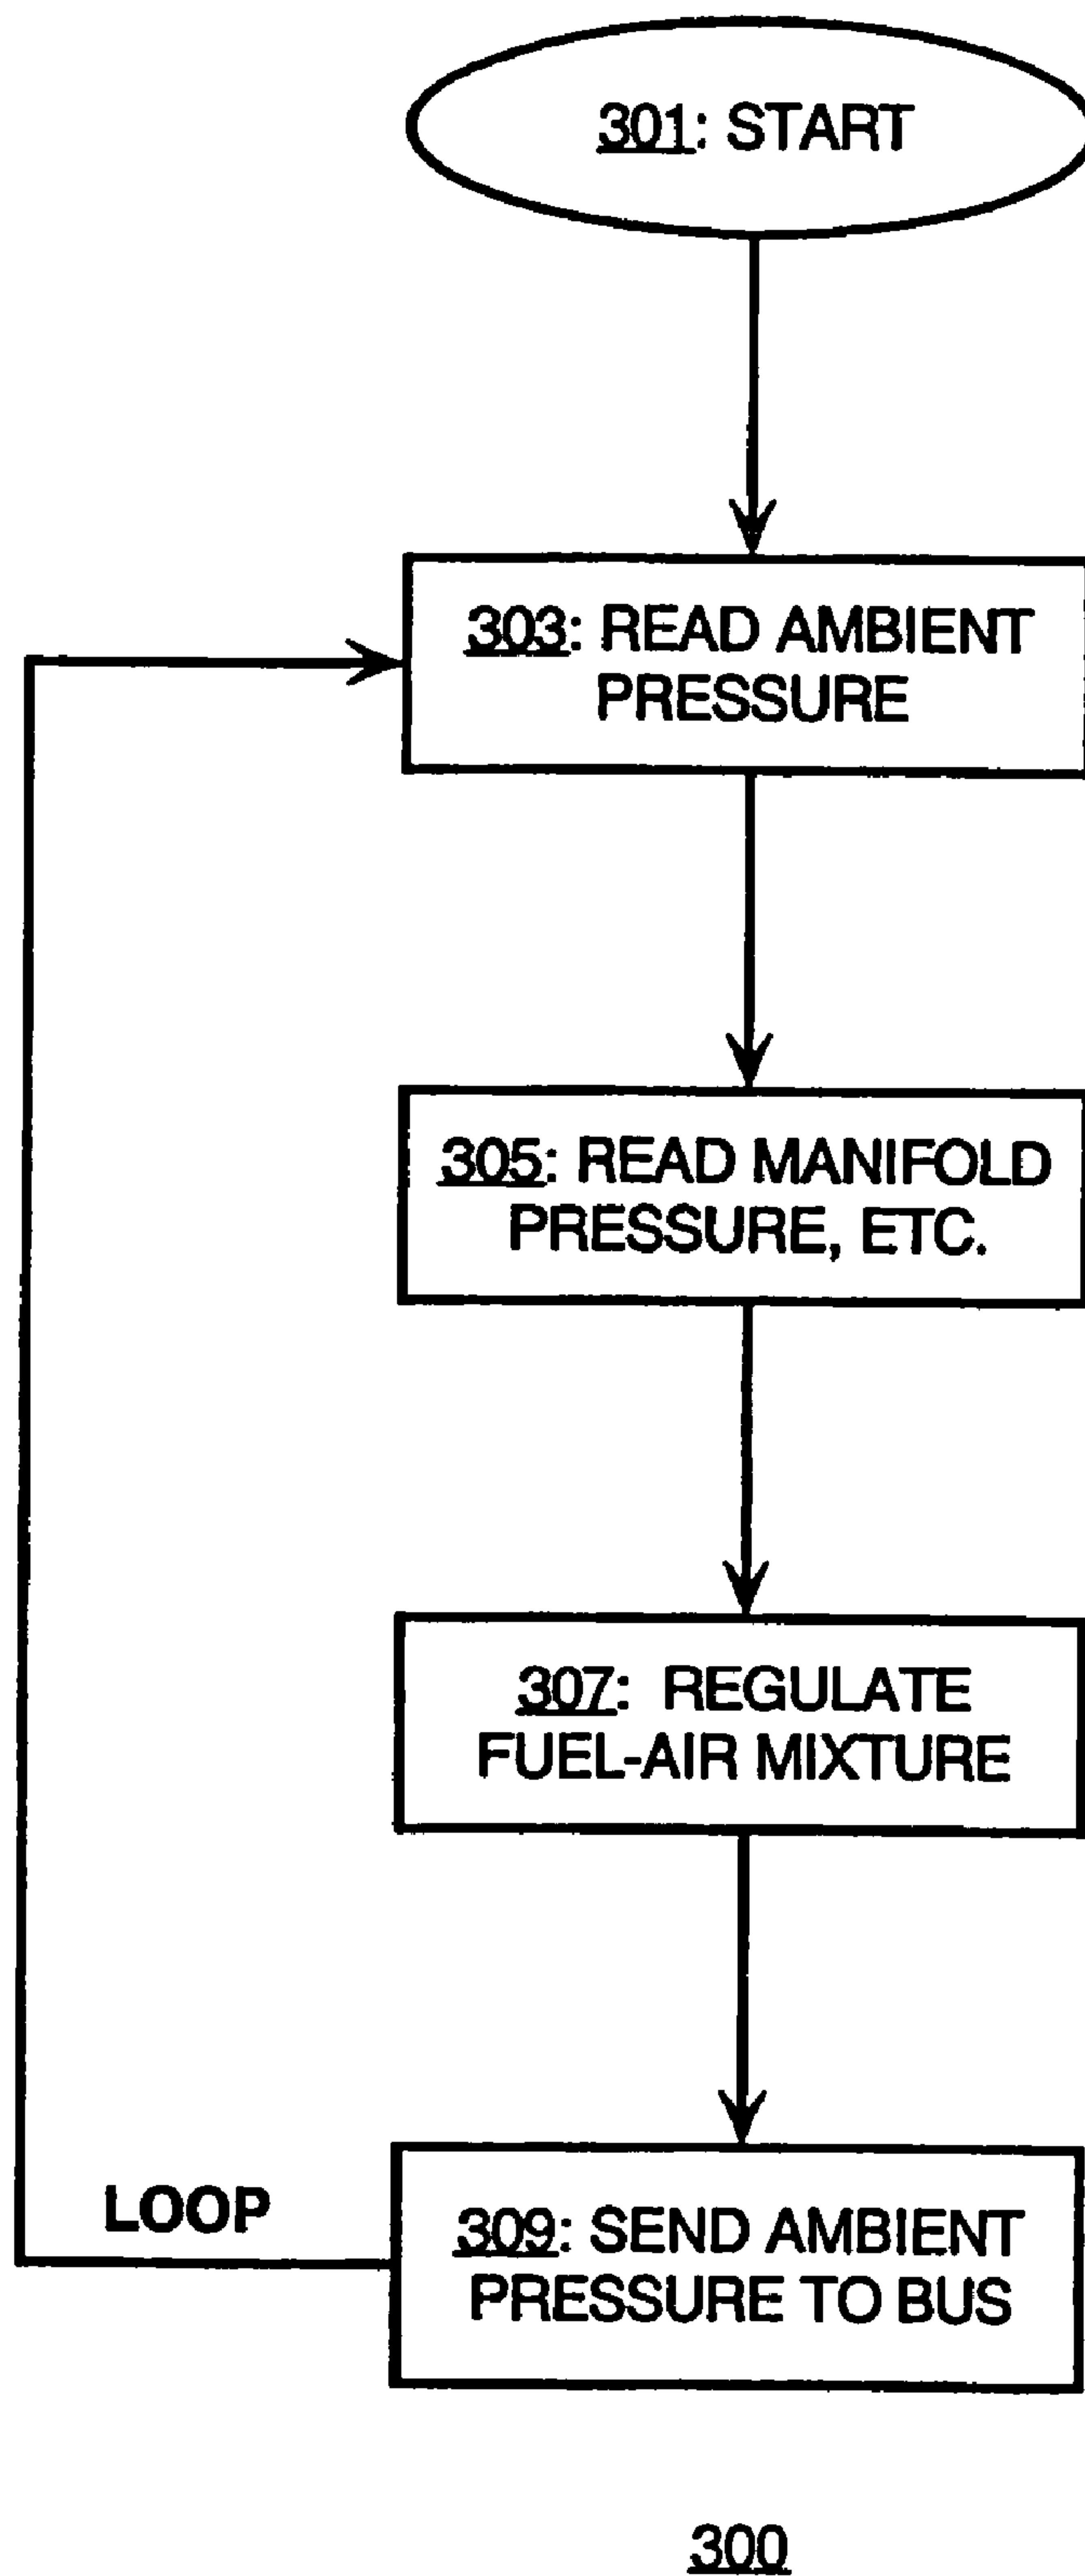 301: START
303: READ AMBIENT
PRESSURE
305: READ MANIFOLD
PRESSURE, ETC.
307: REGULATE
FUEL-AIR MIXTURE
LOOP
309: SEND AMBIENT
PRESSURE TO BUS
300